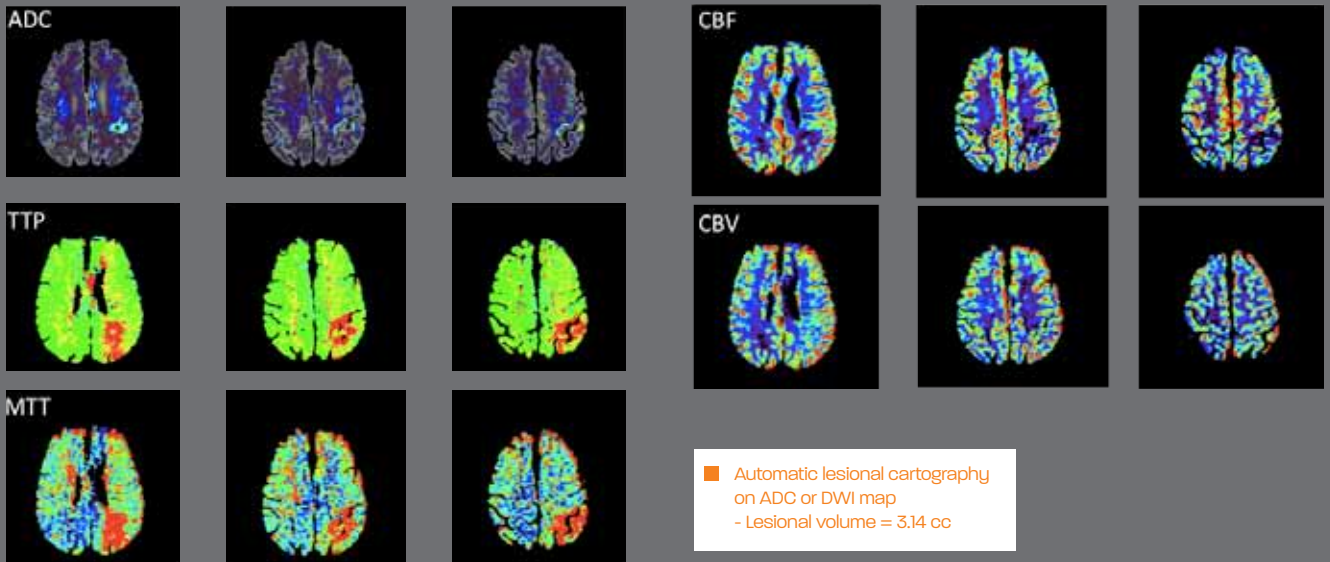 ADC
CBF
TTP
CBV
MTT
Automatic lesional cartography
on ADC or DWI map
- Lesional volume = 3.14 cc